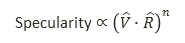 Specularity ∝ (V̂ · R̂)ⁿ